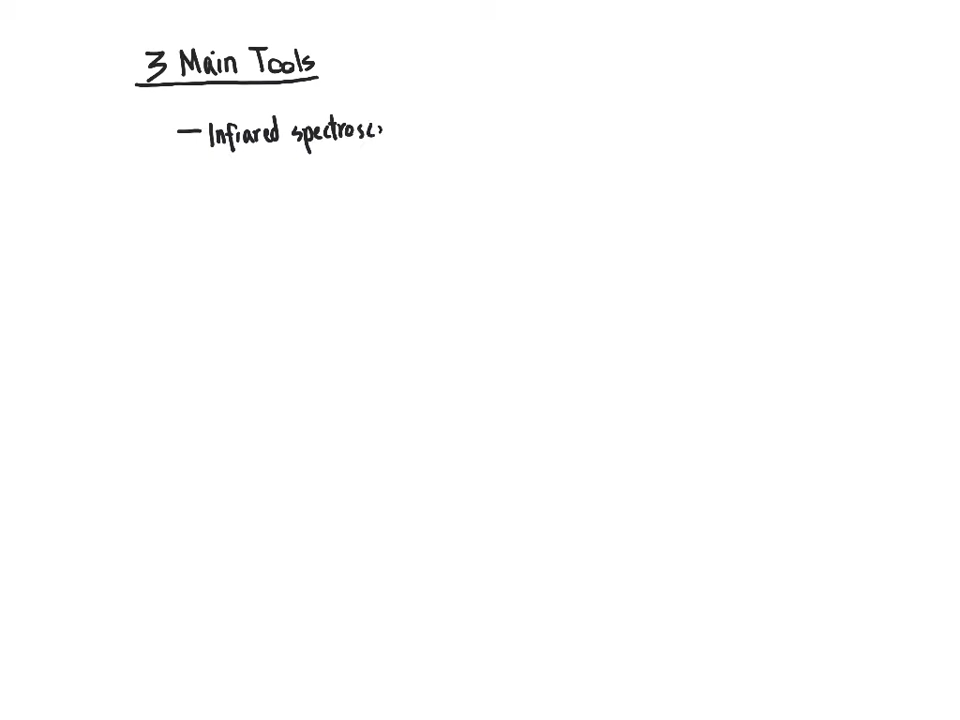 3 Main Tools
— Infrared spectrosc